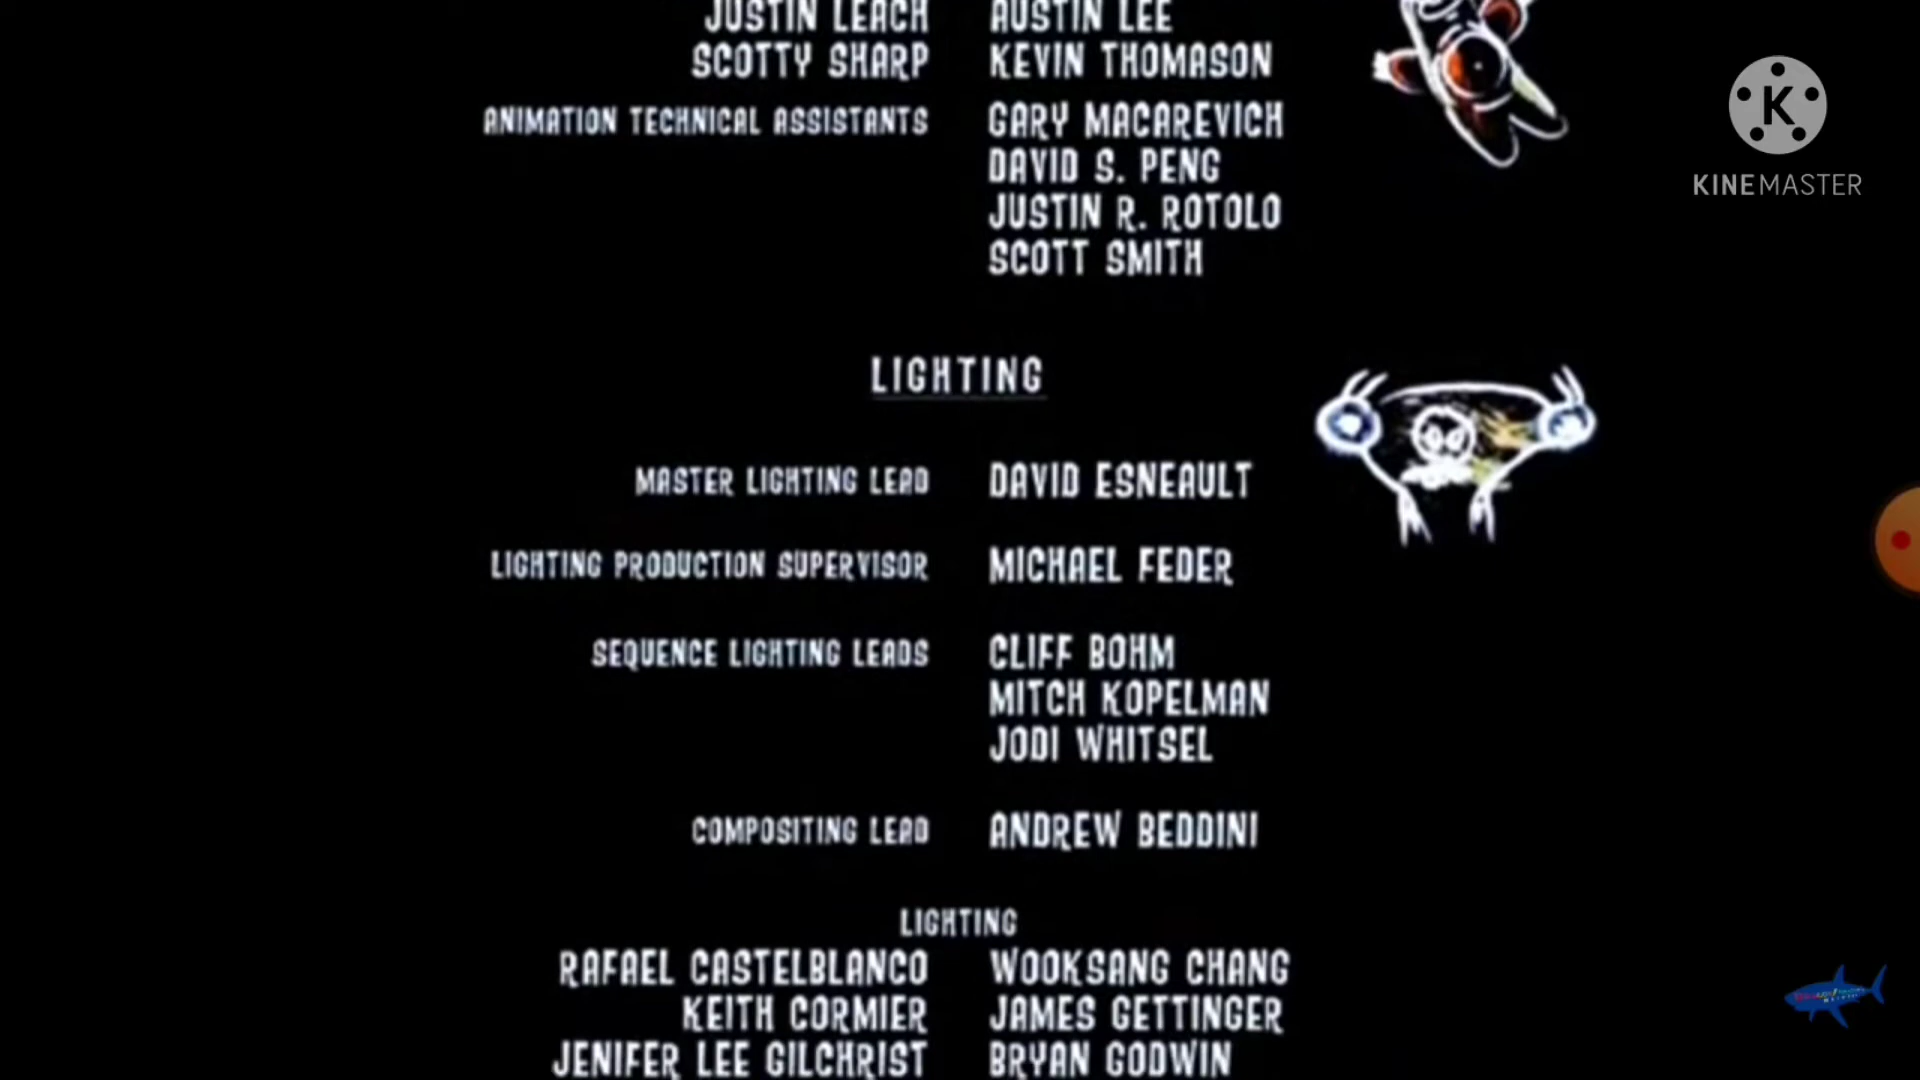 JUSTIN LEACH AUSTIN LEE
SCOTTY SHARP KEVIN THOMASON
ANIMATION TECHNICAL ASSISTANTS GARY MACAREVICH
DAVID S. PENG
JUSTIN R. ROTOLO
SCOTT SMITH
K
KINEMASTER
LIGHTING
MASTER LIGHTING LEAD DAVID ESNEAULT
LIGHTING PRODUCTION SUPERVISOR MICHAEL FEDER
SEQUENCE LIGHTING LEADS CLIFF BOHM
MITCH KOPELMAN
JODI WHITSEL
COMPOSITING LEAD ANDREW BEDDINI
LIGHTING
RAFAEL CASTELBLANCO WOOKSANG CHANG
KEITH CORMIER JAMES GETTINGER
JENIFER LEE GILCHRIST BRYAN GODWIN